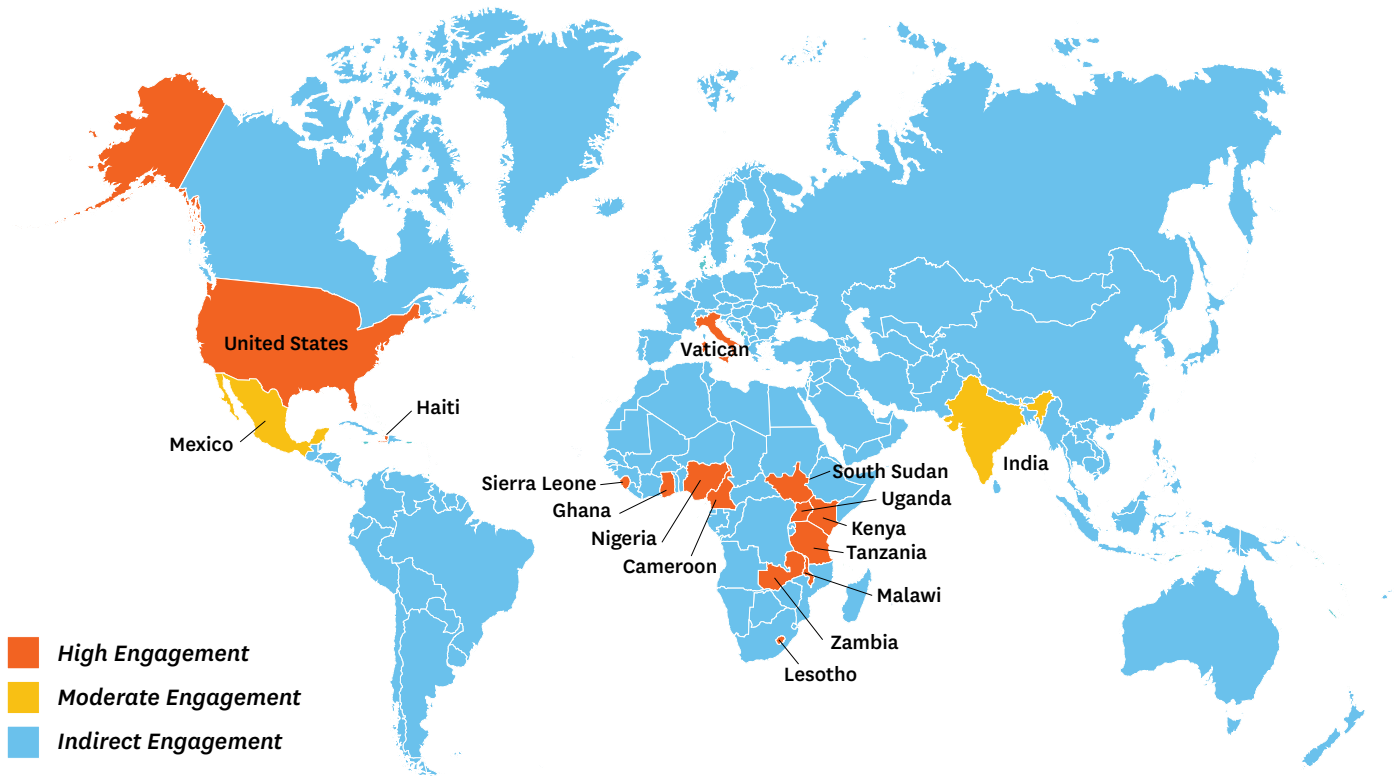 United States
Vatican
Haiti
Mexico
India
Sierra Leone
South Sudan
Ghana
Uganda
Nigeria
Kenya
Cameroon
Tanzania
Malawi
Zambia
Lesotho
High Engagement
Moderate Engagement
Indirect Engagement